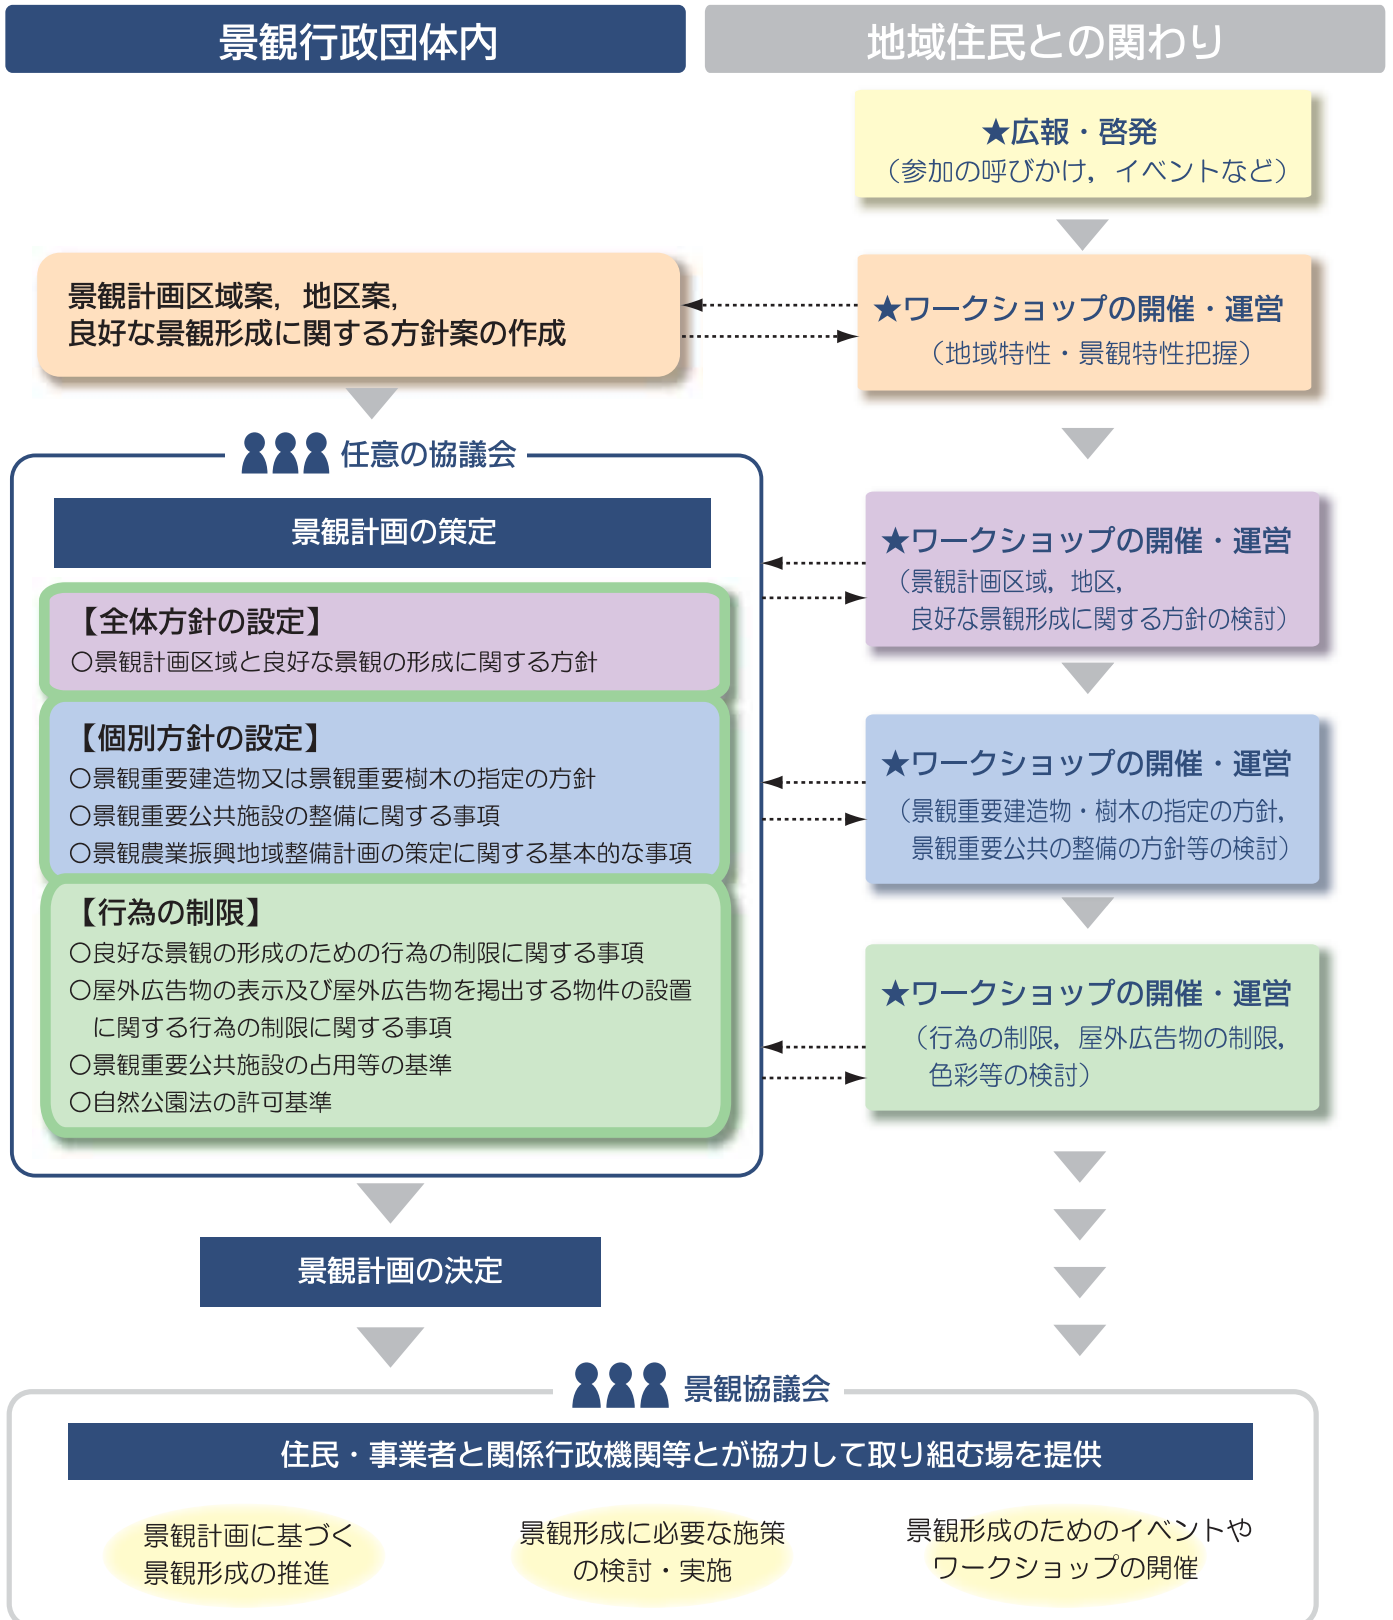 景観行政団体内
地域住民との関わり
★広報・啓発
（参加の呼びかけ，イベントなど）
景観計画区域案，地区案，
良好な景観形成に関する方針案の作成
★ワークショップの開催・運営
（地域特性・景観特性把握）
任意の協議会
景観計画の策定
【全体方針の設定】
○景観計画区域と良好な景観の形成に関する方針
★ワークショップの開催・運営
（景観計画区域，地区，
良好な景観形成に関する方針の検討）
【個別方針の設定】
○景観重要建造物又は景観重要樹木の指定の方針
○景観重要公共施設の整備に関する事項
○景観農業振興地域整備計画の策定に関する基本的な事項
★ワークショップの開催・運営
（景観重要建造物・樹木の指定の方針，
景観重要公共の整備の方針等の検討）
【行為の制限】
○良好な景観の形成のための行為の制限に関する事項
○屋外広告物の表示及び屋外広告物を掲出する物件の設置
に関する行為の制限に関する事項
○景観重要公共施設の占用等の基準
○自然公園法の許可基準
★ワークショップの開催・運営
（行為の制限，屋外広告物の制限，
色彩等の検討）
景観計画の決定
景観協議会
住民・事業者と関係行政機関等とが協力して取り組む場を提供
景観計画に基づく
景観形成の推進
景観形成に必要な施策
の検討・実施
景観形成のためのイベントや
ワークショップの開催